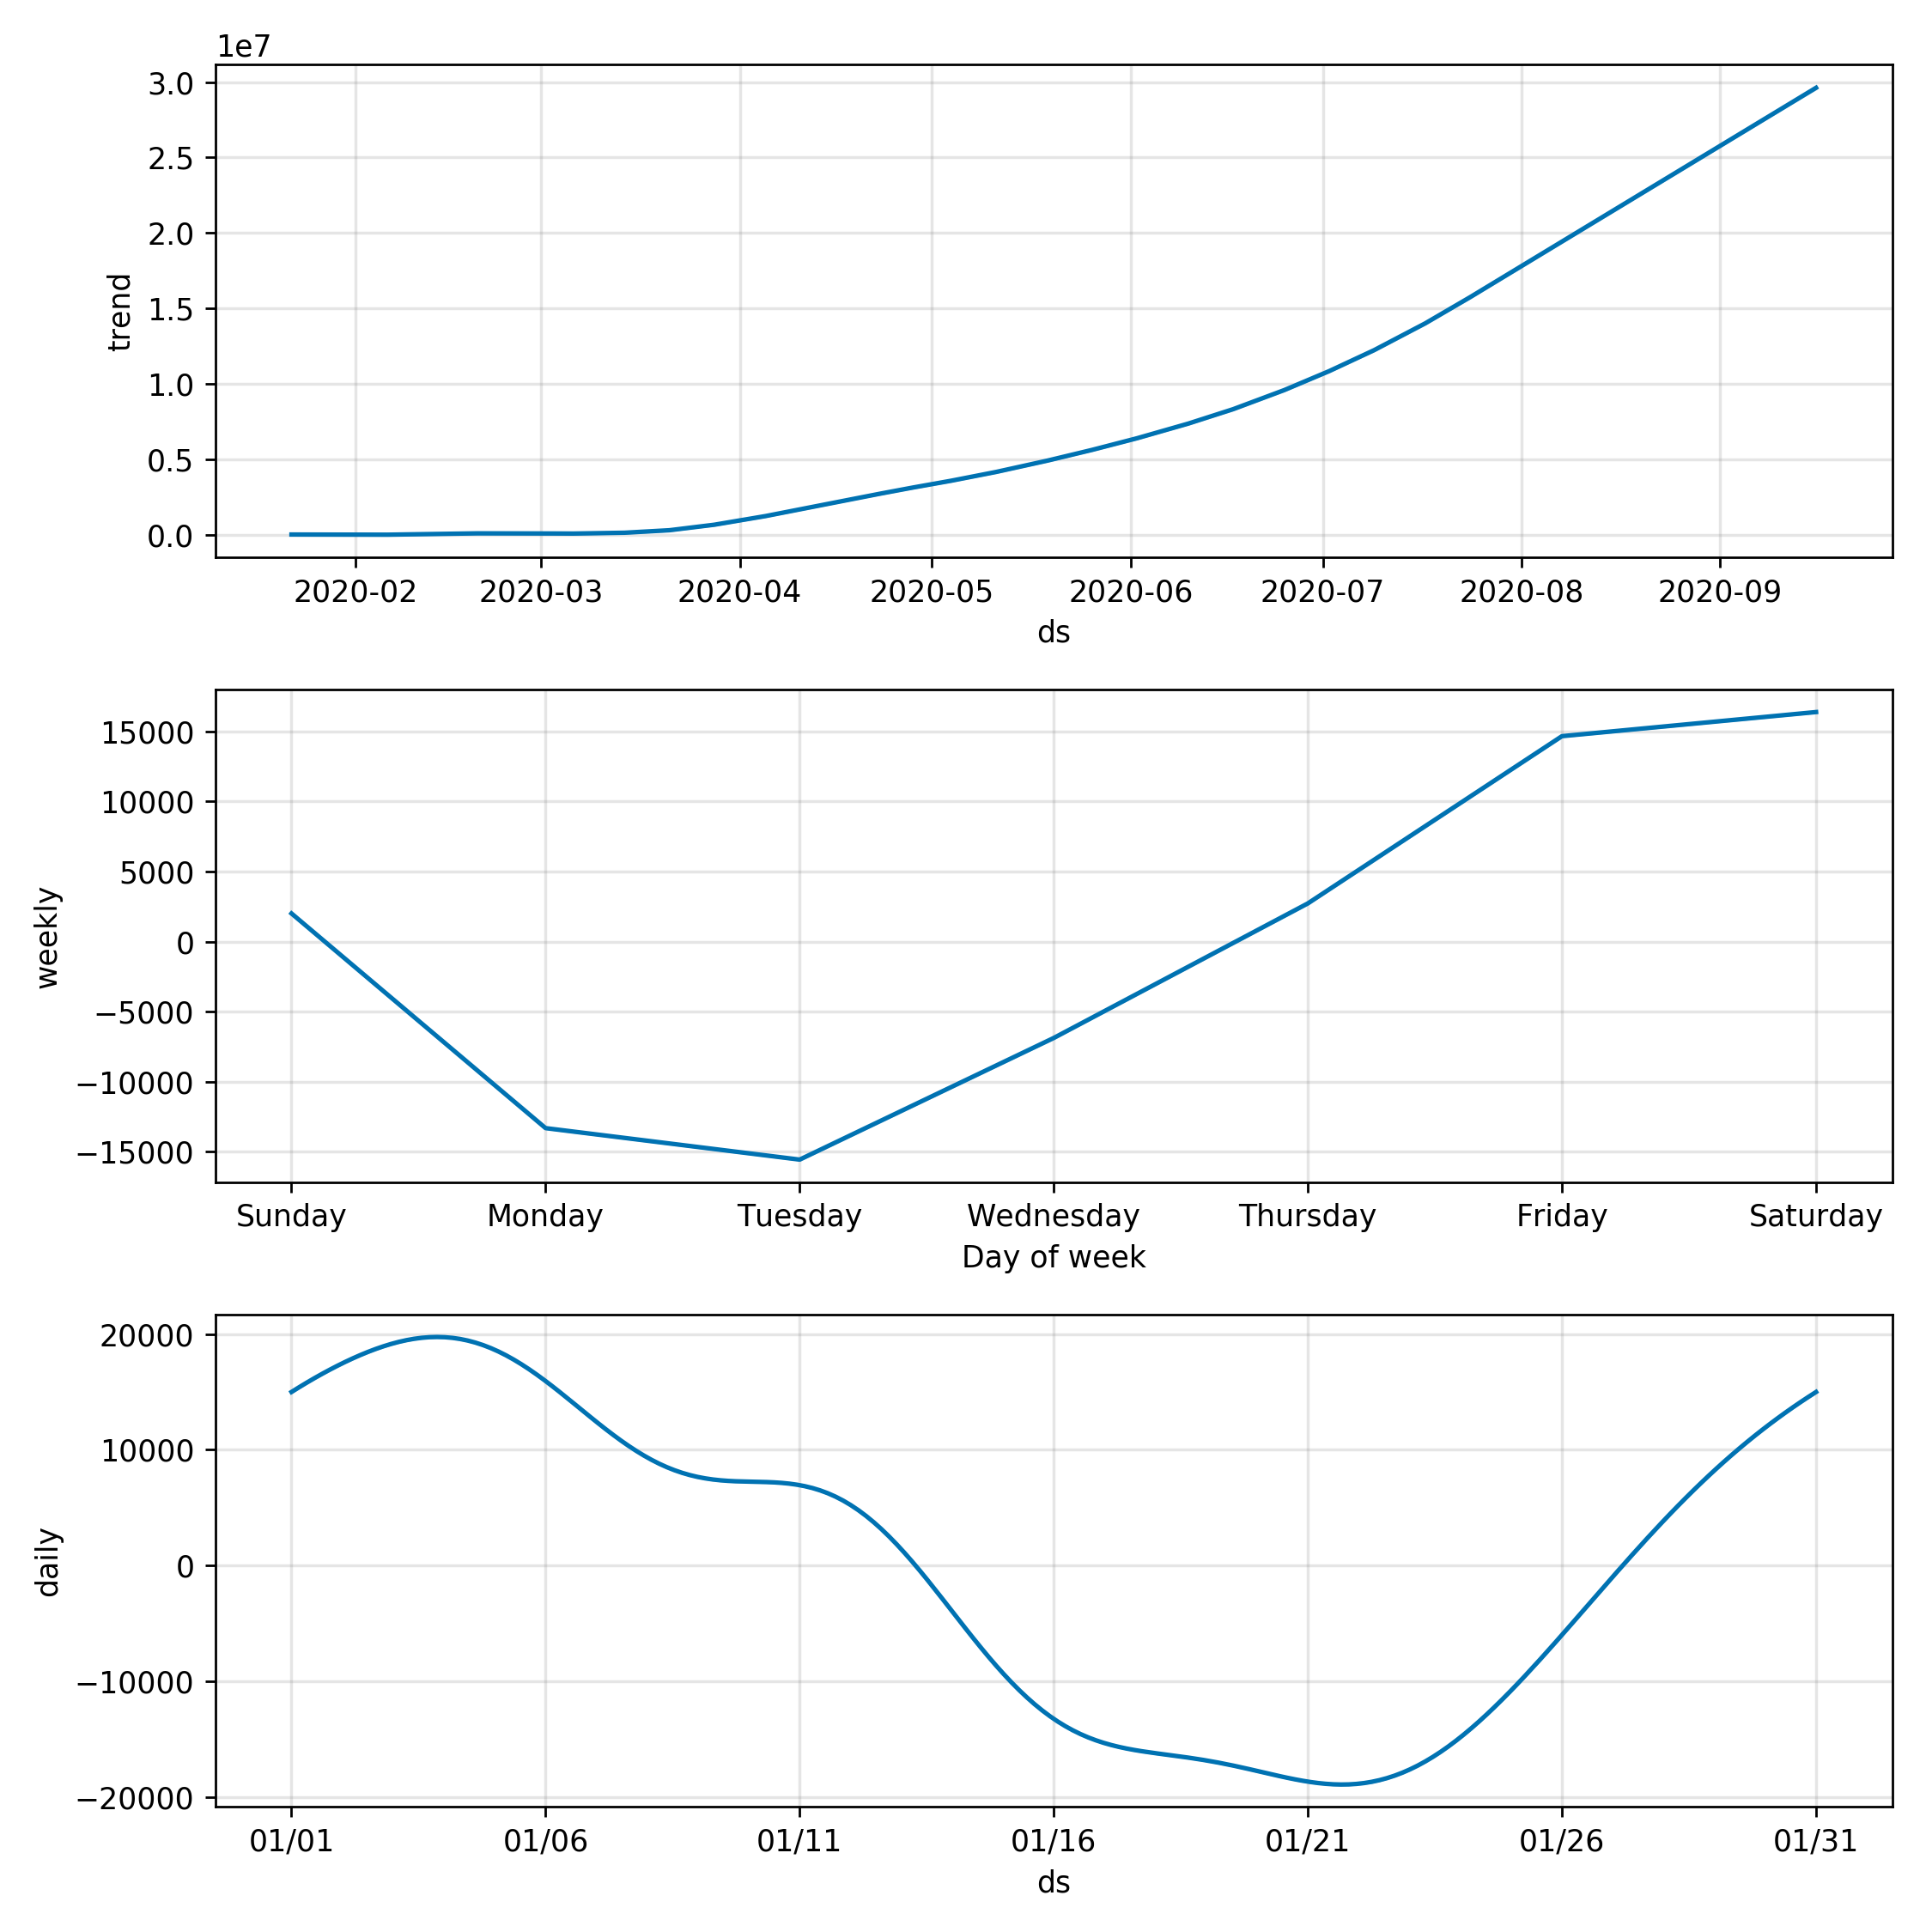 1e7
3.0
2.5
2.0
1.5
1.0
0.5
0.0
trend
2020-02 2020-03 2020-04 2020-05 2020-06 2020-07 2020-08 2020-09
ds
15000
10000
5000
0
−5000
−10000
−15000
weekly
Sunday Monday Tuesday Wednesday Thursday Friday Saturday
Day of week
20000
10000
0
−10000
−20000
daily
01/01 01/06 01/11 01/16 01/21 01/26 01/31
ds